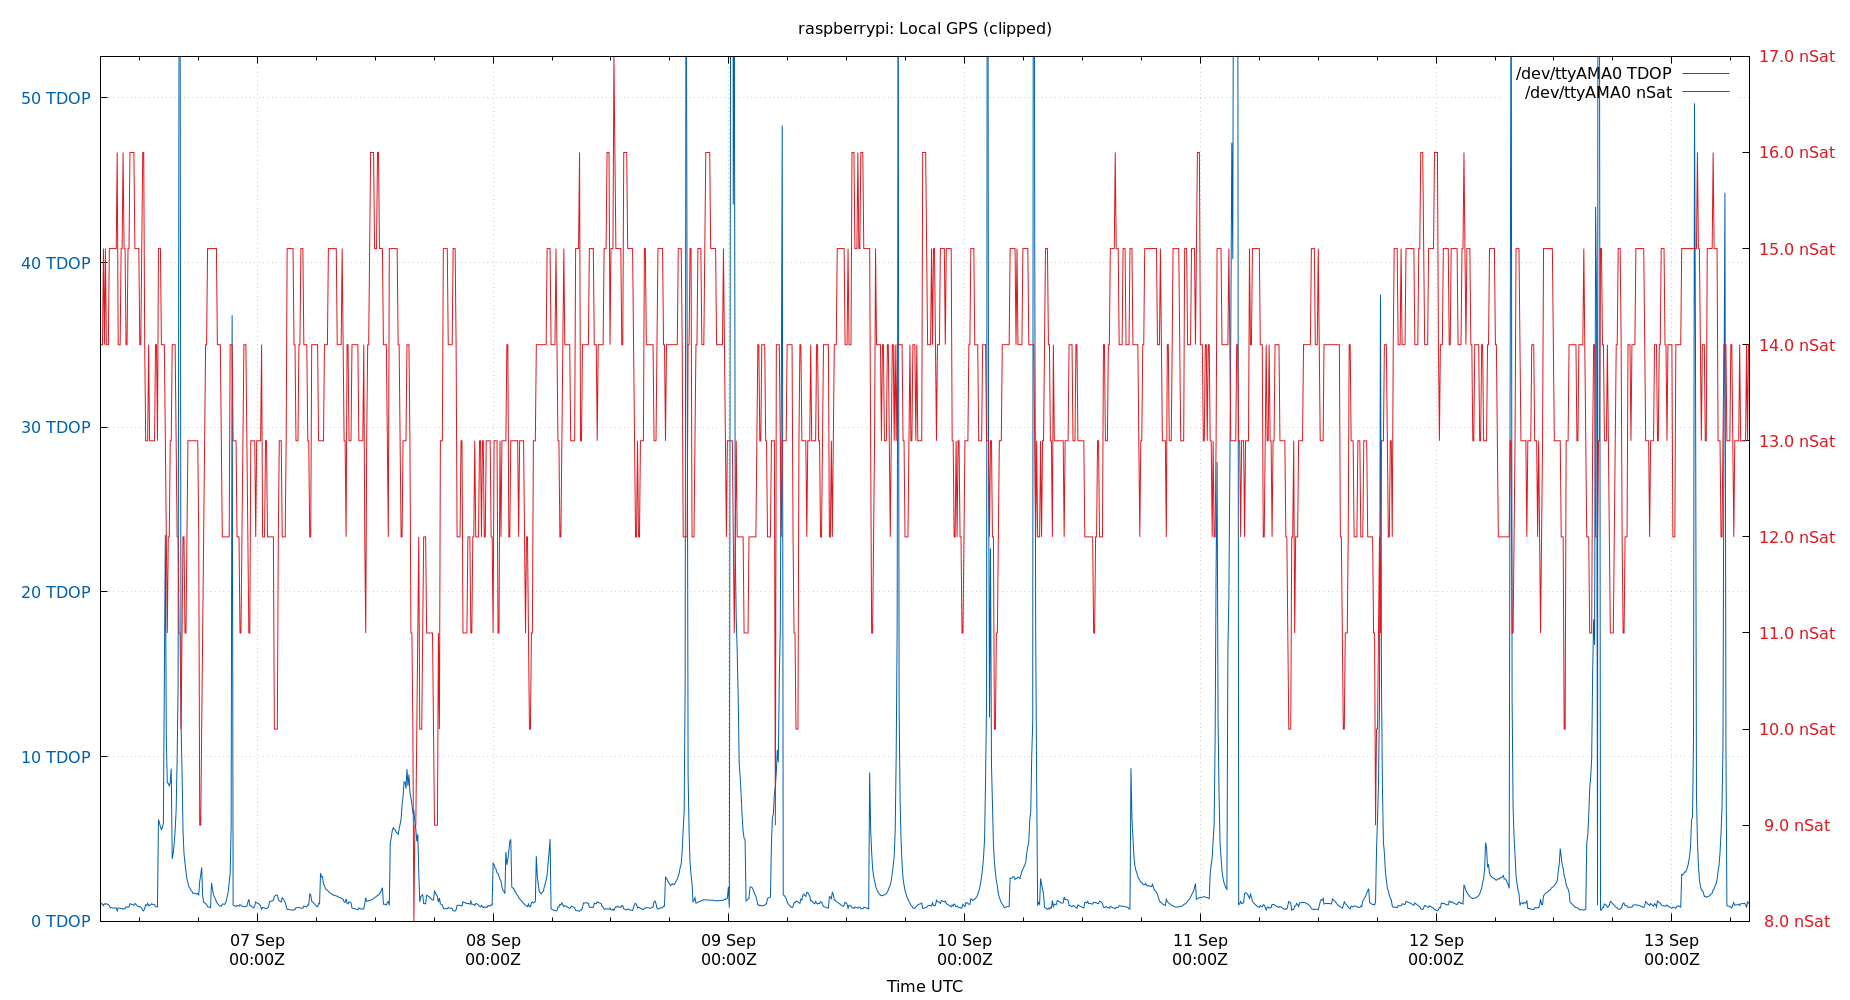 raspberrypi: Local GPS (clipped)
/dev/ttyAMA0 TDOP
/dev/ttyAMA0 nSat
50 TDOP
40 TDOP
30 TDOP
20 TDOP
10 TDOP
0 TDOP
17.0 nSat
16.0 nSat
15.0 nSat
14.0 nSat
13.0 nSat
12.0 nSat
11.0 nSat
10.0 nSat
9.0 nSat
8.0 nSat
07 Sep
00:00Z
08 Sep
00:00Z
09 Sep
00:00Z
10 Sep
00:00Z
11 Sep
00:00Z
12 Sep
00:00Z
13 Sep
00:00Z
Time UTC